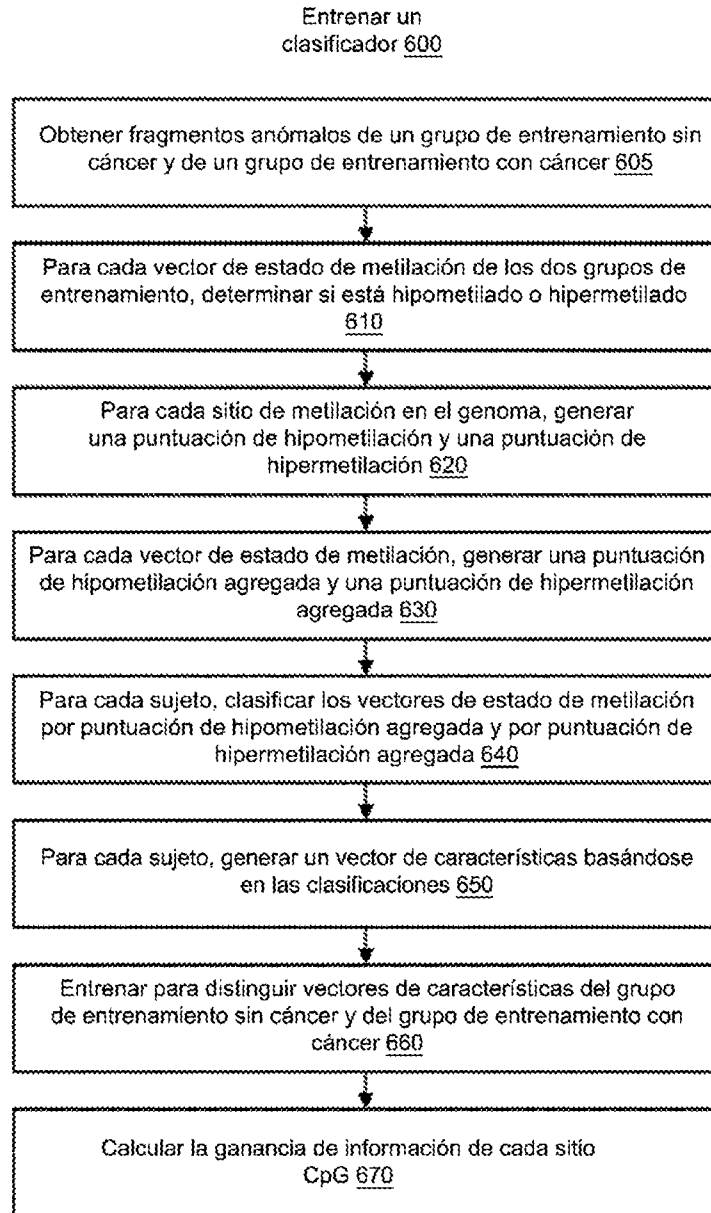 Entrenar un
clasificador 600
Obtener fragmentos anómalos de un grupo de entrenamiento sin
cáncer y de un grupo de entrenamiento con cáncer 605
Para cada vector de estado de metilación de los dos grupos de
entrenamiento, determinar si está hipometilado o hipermetilado
610
Para cada sitio de metilación en el genoma, generar
una puntuación de hipometilación y una puntuación de
hipermetilación 620
Para cada vector de estado de metilación, generar una puntuación
de hipometilación agregada y una puntuación de hipermetilación
agregada 630
Para cada sujeto, clasificar los vectores de estado de metilación
por puntuación de hipometilación agregada y por puntuación de
hipermetilación agregada 640
Para cada sujeto, generar un vector de características basándose
en las clasificaciones 650
Entrenar para distinguir vectores de características del grupo
de entrenamiento sin cáncer y del grupo de entrenamiento con
cáncer 660
Calcular la ganancia de información de cada sitio
CpG 670